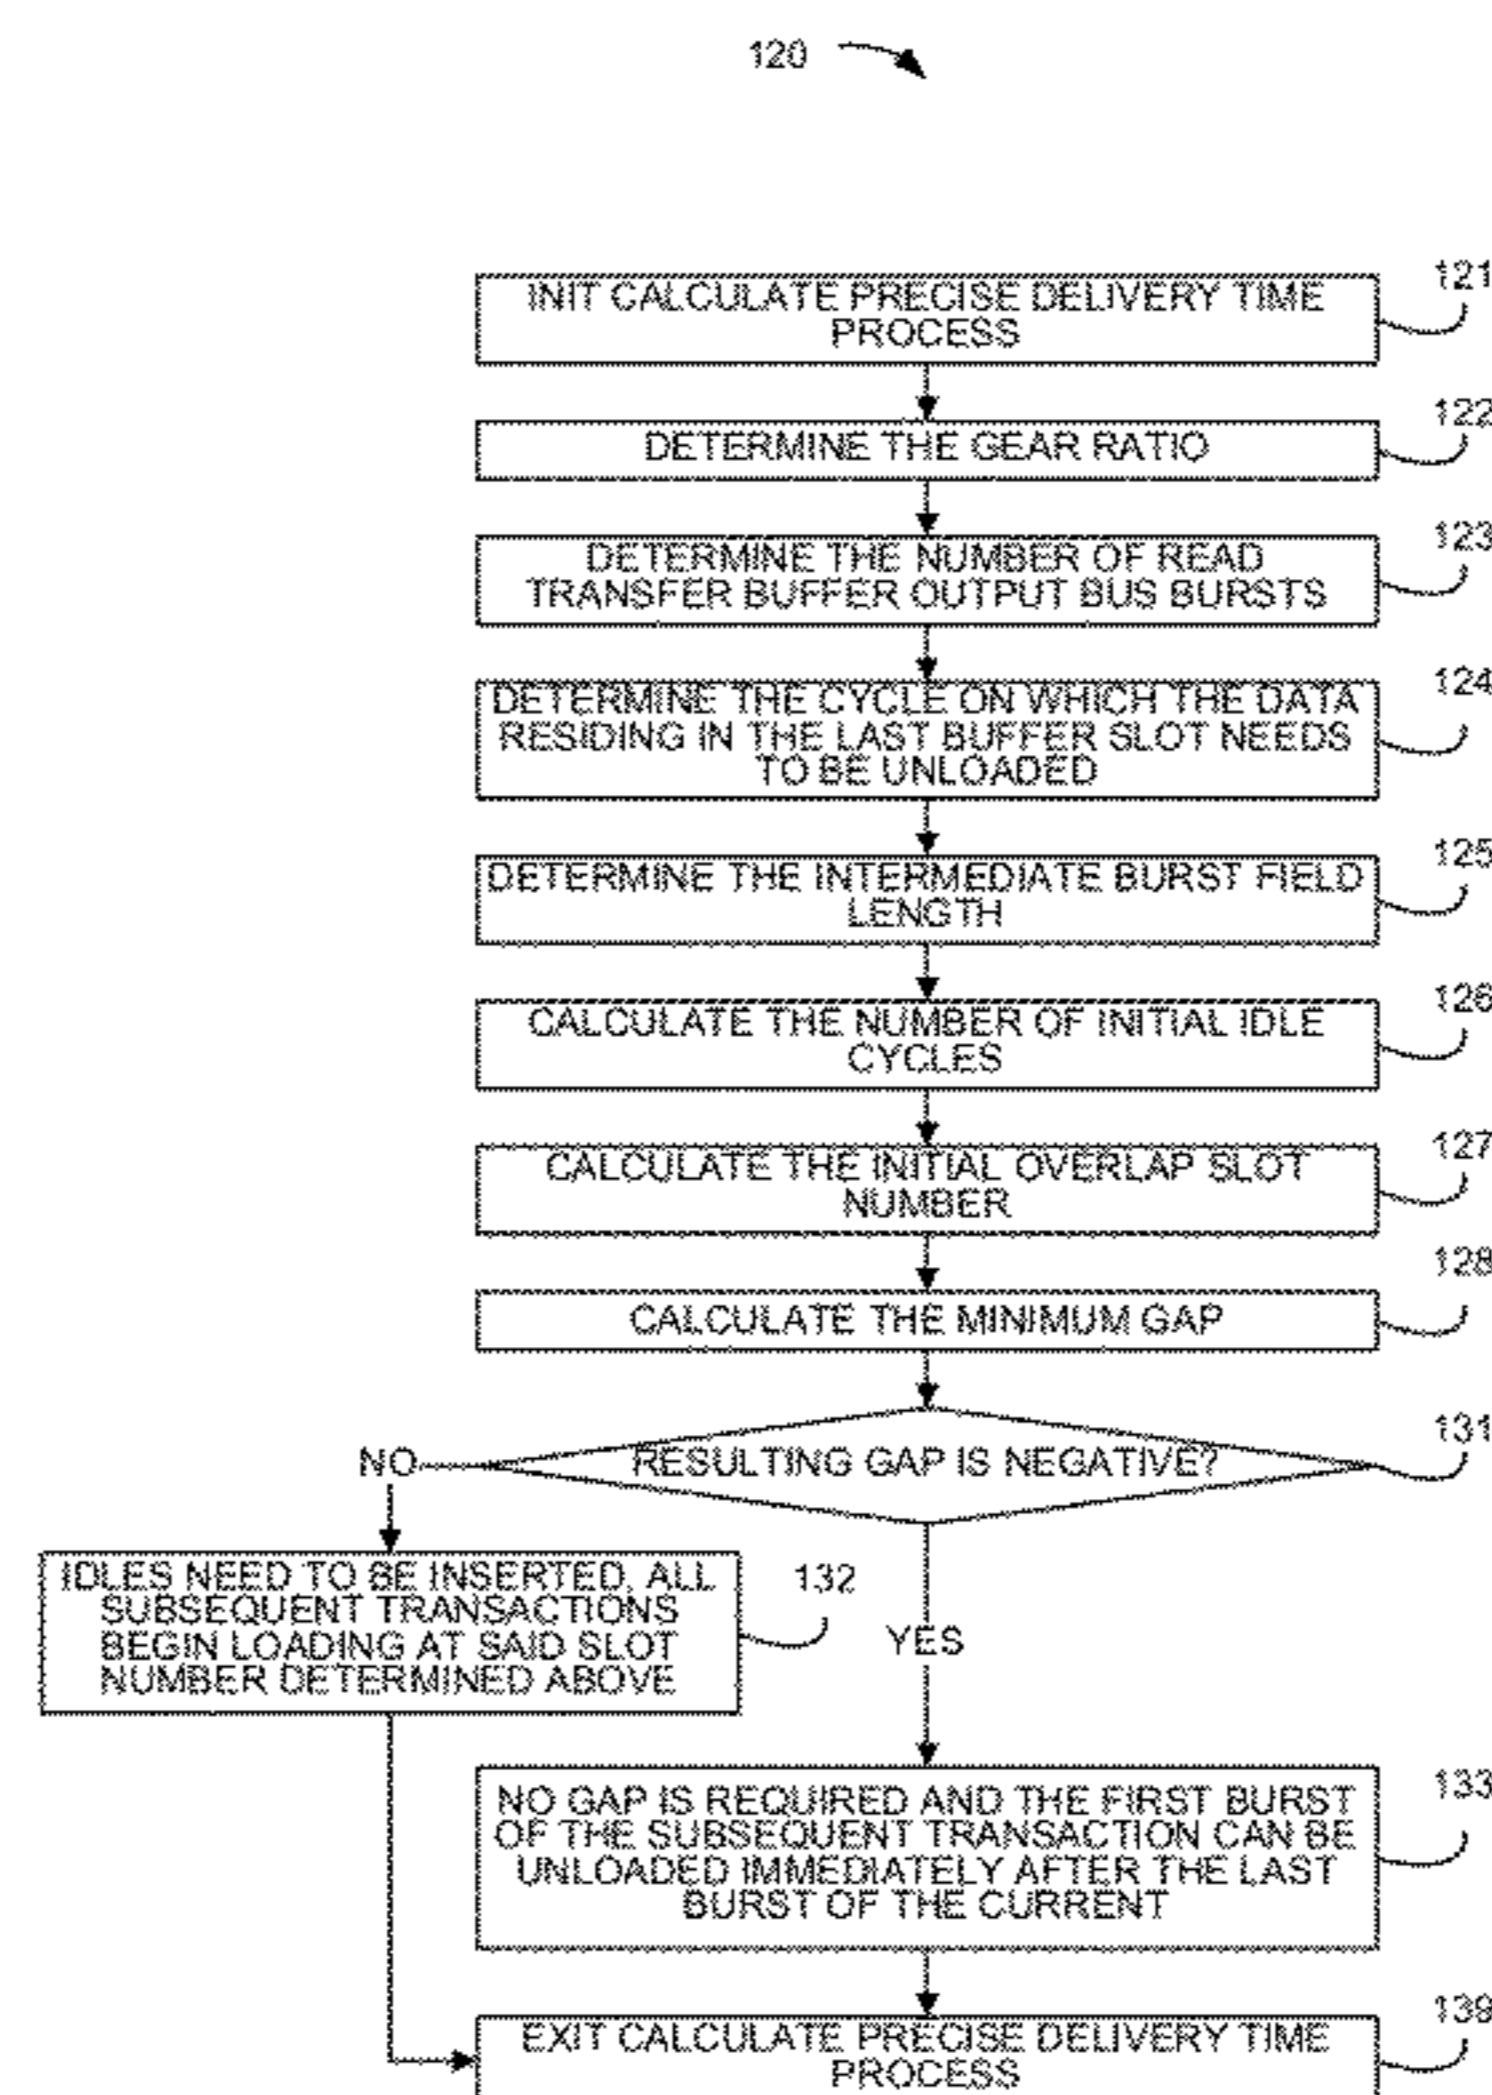 120
INIT CALCULATE PRECISE DELIVERY TIME
PROCESS
121
DETERMINE THE GEAR RATIO
122
DETERMINE THE NUMBER OF READ
TRANSFER BUFFER OUTPUT BUS BURSTS
123
DETERMINE THE CYCLE ON WHICH THE DATA
RESIDING IN THE LAST BUFFER SLOT NEEDS
TO BE UNLOADED
124
DETERMINE THE INTERMEDIATE BURST FIELD
LENGTH
125
CALCULATE THE NUMBER OF INITIAL IDLE
CYCLES
126
CALCULATE THE INITIAL OVERLAP SLOT
NUMBER
127
CALCULATE THE MINIMUM GAP
128
RESULTING GAP IS NEGATIVE?
131
NO
IDLES NEED TO BE INSERTED, ALL
SUBSEQUENT TRANSACTIONS
BEGIN LOADING AT SAID SLOT
NUMBER DETERMINED ABOVE
132
YES
NO GAP IS REQUIRED AND THE FIRST BURST
OF THE SUBSEQUENT TRANSACTION CAN BE
UNLOADED IMMEDIATELY AFTER THE LAST
BURST OF THE CURRENT
133
EXIT CALCULATE PRECISE DELIVERY TIME
PROCESS
139